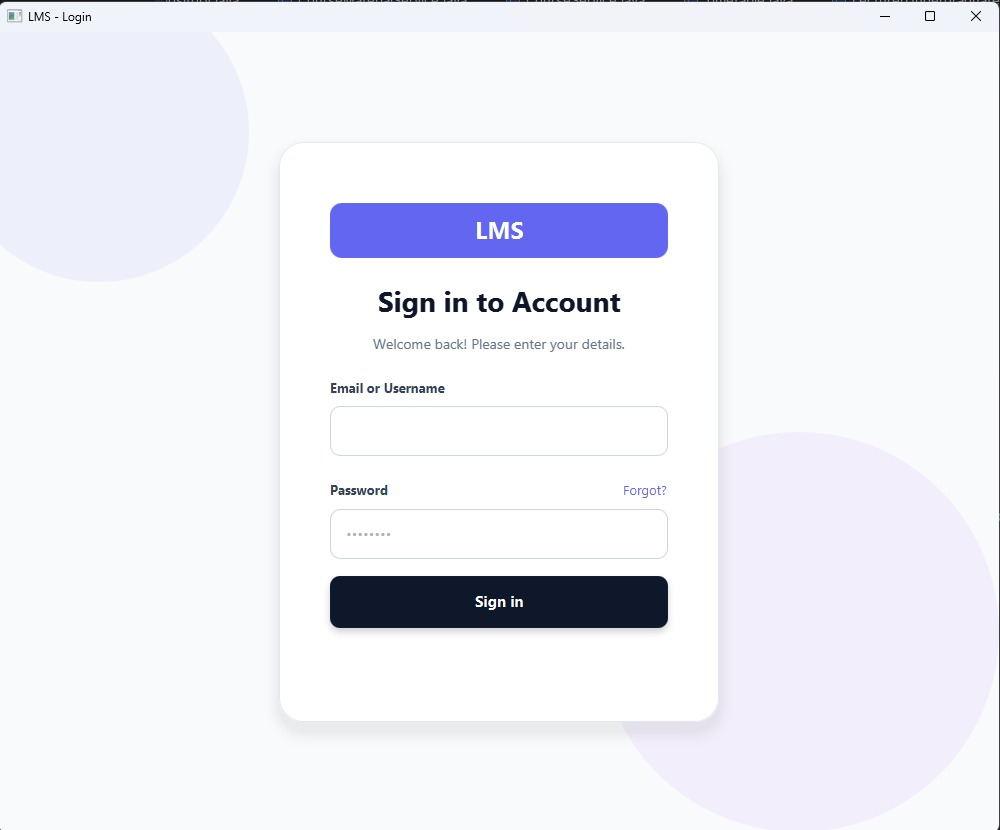 LMS - Login
LMS
Sign in to Account
Welcome back! Please enter your details.
Email or Username
Password
Forgot?
••••••••
Sign in